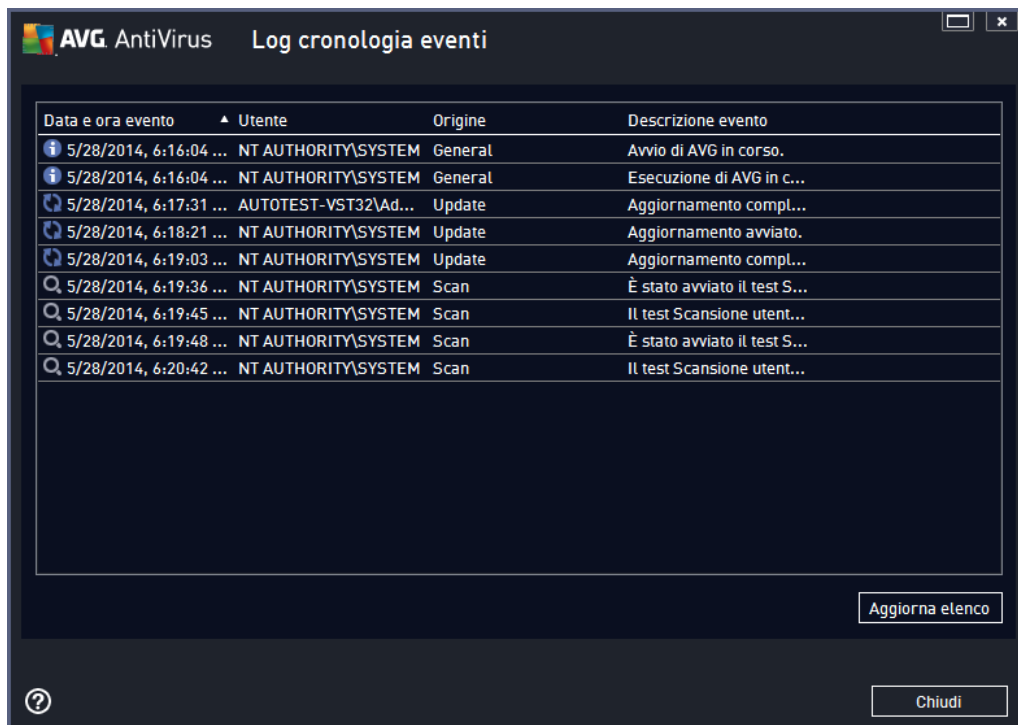 AVG AntiVirus Log cronologia eventi
Data e ora evento Utente Origine Descrizione evento
5/28/2014, 6:16:04 ... NT AUTHORITY\SYSTEM General Avvio di AVG in corso.
5/28/2014, 6:16:04 ... NT AUTHORITY\SYSTEM General Esecuzione di AVG in c...
5/28/2014, 6:17:31 ... AUTOTEST-VST32\Ad... Update Aggiornamento compl...
5/28/2014, 6:18:21 ... NT AUTHORITY\SYSTEM Update Aggiornamento avviato.
5/28/2014, 6:19:03 ... NT AUTHORITY\SYSTEM Update Aggiornamento compl...
5/28/2014, 6:19:36 ... NT AUTHORITY\SYSTEM Scan È stato avviato il test S...
5/28/2014, 6:19:45 ... NT AUTHORITY\SYSTEM Scan Il test Scansione utent...
5/28/2014, 6:19:48 ... NT AUTHORITY\SYSTEM Scan È stato avviato il test S...
5/28/2014, 6:20:42 ... NT AUTHORITY\SYSTEM Scan Il test Scansione utent...
Aggiorna elenco
Chiudi